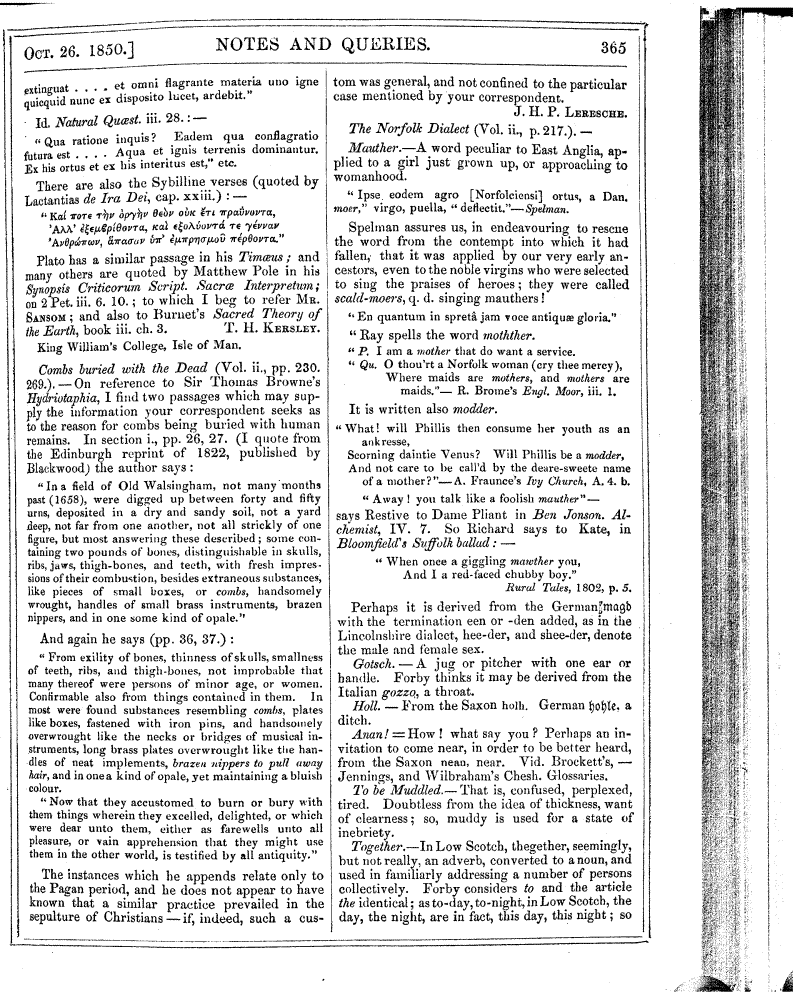 OCT. 26. 1850.] NOTES AND QUERIES. 365
extinguat . . . . et omni flagrante materia uno igne
quicquid nunc ex disposito lucet, ardebit."
Id. Natural Quæst. iii. 28. : —
"Qua ratione inquis? Eadem qua conflagratio
futura est . . . . Aqua et ignis terrenis dominantur.
Ex his ortus et ex his interitus est," etc.
There are also the Sybilline verses (quoted by
Lactantias de Ira Dei, cap. xxiii.) : —
"Καί ποτε τὴν ὀργὴν θεὸν οὐκ ἔτι πραΰνοντα,
'Αλλ' ἐξεμβρίθοντα, καὶ ἐξολύοντά τε γένναν
'Ανθρώπων, ἅπασαν ὑπ' ἐμπρησμοῦ πέρθοντα."
Plato has a similar passage in his Timæus; and
many others are quoted by Matthew Pole in his
Synopsis Criticorum Script. Sacræ Interpretum;
on 2 Pet. iii. 6. 10. ; to which I beg to refer MR.
SANSOM; and also to Burnet's Sacred Theory of
the Earth, book iii. ch. 3. T. H. KERSLEY.
King William's College, Isle of Man.
Combs buried with the Dead (Vol. ii., pp. 230.
269.). — On reference to Sir Thomas Browne's
Hydriotaphia, I find two passages which may sup-
ply the information your correspondent seeks as
to the reason for combs being buried with human
remains. In section i., pp. 26, 27. (I quote from
the Edinburgh reprint of 1822, published by
Blackwood) the author says :
"In a field of Old Walsingham, not many months
past (1658), were digged up between forty and fifty
urns, deposited in a dry and sandy soil, not a yard
deep, not far from one another, not all strickly of one
figure, but most answering these described; some con-
taining two pounds of bones, distinguishable in skulls,
ribs, jaws, thigh-bones, and teeth, with fresh impres-
sions of their combustion, besides extraneous substances,
like pieces of small boxes, or combs, handsomely
wrought, handles of small brass instruments, brazen
nippers, and in one some kind of opale."
And again he says (pp. 36, 37.) :
"From exility of bones, thinness of skulls, smallness
of teeth, ribs, and thigh-bones, not improbable that
many thereof were persons of minor age, or women.
Confirmable also from things contained in them. In
most were found substances resembling combs, plates
like boxes, fastened with iron pins, and handsomely
overwrought like the necks or bridges of musical in-
struments, long brass plates overwrought like the han-
dles of neat implements, brazen nippers to pull away
hair, and in one a kind of opale, yet maintaining a bluish
colour.
"Now that they accustomed to burn or bury with
them things wherein they excelled, delighted, or which
were dear unto them, either as farewells unto all
pleasure, or vain apprehension that they might use
them in the other world, is testified by all antiquity."
The instances which he appends relate only to
the Pagan period, and he does not appear to have
known that a similar practice prevailed in the
sepulture of Christians — if, indeed, such a cus-
tom was general, and not confined to the particular
case mentioned by your correspondent.
J. H. P. LERESCHE.
The Norfolk Dialect (Vol. ii., p. 217.). —
Mauther.—A word peculiar to East Anglia, ap-
plied to a girl just grown up, or approaching to
womanhood.
"Ipse eodem agro [Norfolciensi] ortus, a Dan.
moer," virgo, puella, "deflectit."—Spelman.
Spelman assures us, in endeavouring to rescue
the word from the contempt into which it had
fallen, that it was applied by our very early an-
cestors, even to the noble virgins who were selected
to sing the praises of heroes; they were called
scald-moers, q. d. singing mauthers!
"En quantum in spretâ jam voce antiquæ gloria."
"Ray spells the word mothther.
"P. I am a mother that do want a service.
"Qu. O thou'rt a Norfolk woman (cry thee mercy),
Where maids are mothers, and mothers are
maids."— R. Brome's Engl. Moor, iii. 1.
It is written also modder.
"What! will Phillis then consume her youth as an
ankresse,
Scorning daintie Venus? Will Phillis be a modder,
And not care to be call'd by the deare-sweete name
of a mother?"—A. Fraunce's Ivy Church, A. 4. b.
"Away! you talk like a foolish mauther"—
says Restive to Dame Pliant in Ben Jonson. Al-
chemist, IV. 7. So Richard says to Kate, in
Bloomfield's Suffolk ballad : —
"When once a giggling mawther you,
And I a red-faced chubby boy."
Rural Tales, 1802, p. 5.
Perhaps it is derived from the German magb
with the termination een or -den added, as in the
Lincolnshire dialect, hee-der, and shee-der, denote
the male and female sex.
Gotsch. — A jug or pitcher with one ear or
handle. Forby thinks it may be derived from the
Italian gozzo, a throat.
Holl. — From the Saxon holh. German hohle, a
ditch.
Anan! = How! what say you? Perhaps an in-
vitation to come near, in order to be better heard,
from the Saxon nean, near. Vid. Brockett's, —
Jennings, and Wilbraham's Chesh. Glossaries.
To be Muddled.—That is, confused, perplexed,
tired. Doubtless from the idea of thickness, want
of clearness; so, muddy is used for a state of
inebriety.
Together.—In Low Scotch, thegether, seemingly,
but not really, an adverb, converted to a noun, and
used in familiarly addressing a number of persons
collectively. Forby considers to and the article
the identical; as to-day, to-night, in Low Scotch, the
day, the night, are in fact, this day, this night; so